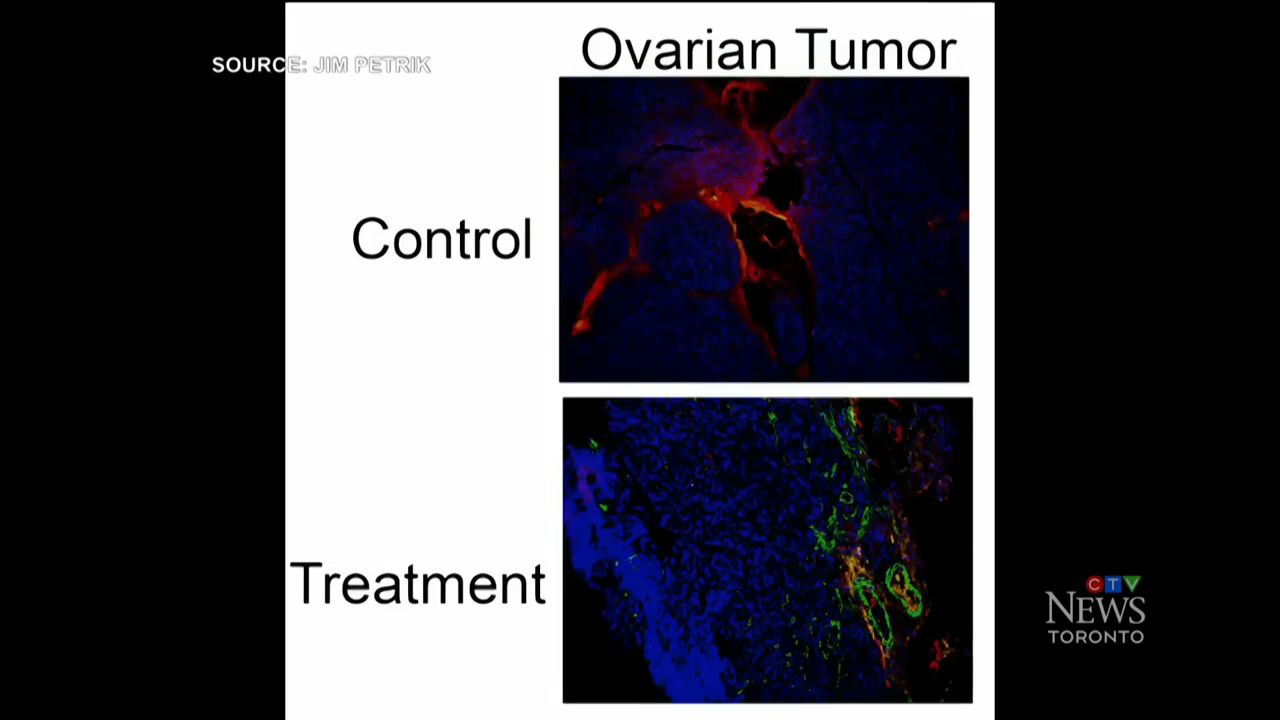 SOURCE: JIM PETRIK
Ovarian Tumor
Control
Treatment
CTV
NEWS
TORONTO